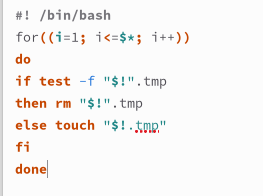 #! /bin/bash
for((i=1; i<=$*; i++))
do
if test -f "$!".tmp
then rm "$!".tmp
else touch "$!.tmp"
fi
done